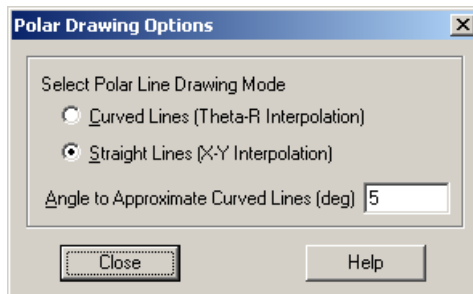 Polar Drawing Options
Select Polar Line Drawing Mode
Curved Lines (Theta-R Interpolation)
Straight Lines (X-Y Interpolation)
Angle to Approximate Curved Lines (deg) 5
Close Help